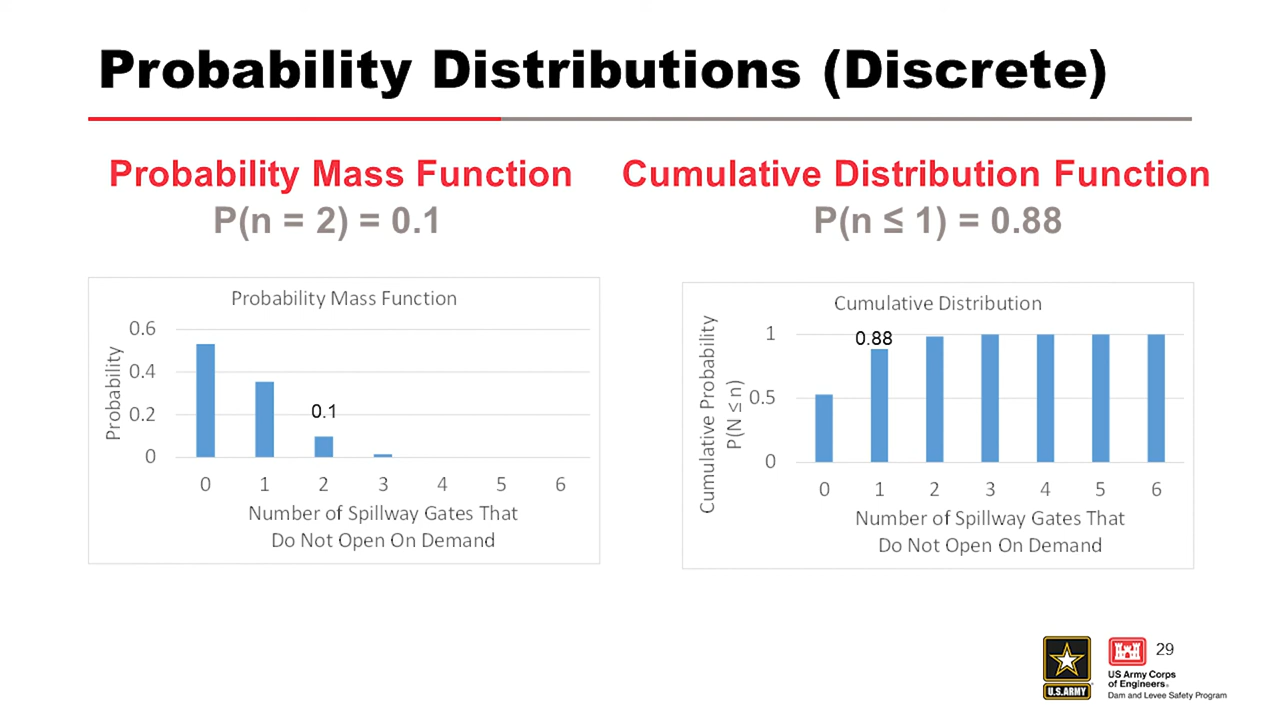 Probability Distributions (Discrete)
Probability Mass Function
P(n = 2) = 0.1
Cumulative Distribution Function
P(n ≤ 1) = 0.88
Probability Mass Function
Probability
0.6
0.4
0.2
0
0.1
0 1 2 3 4 5 6
Number of Spillway Gates That
Do Not Open On Demand
Cumulative Distribution
Cumulative Probability
P(N ≤ n)
1
0.5
0
0.88
0 1 2 3 4 5 6
Number of Spillway Gates That
Do Not Open On Demand
U.S.ARMY
29
US Army Corps
of Engineers®
Dam and Levee Safety Program